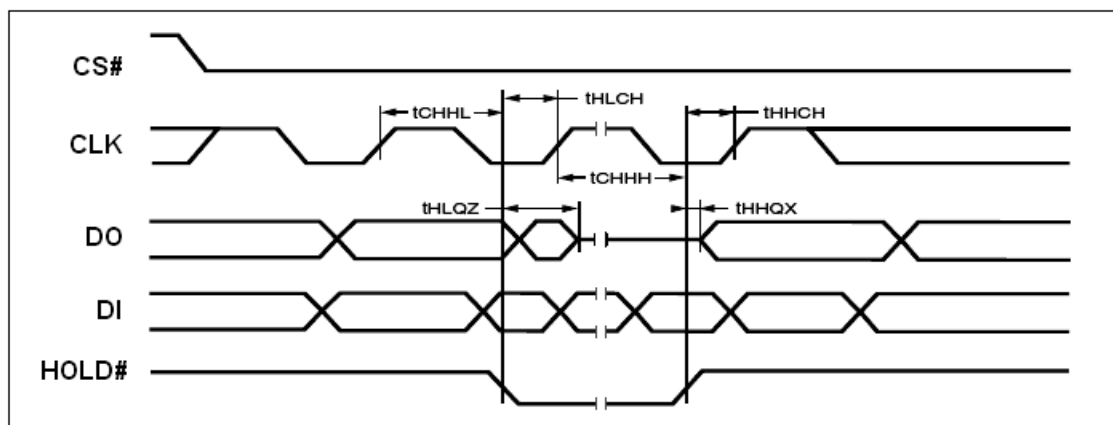 CS#
tCHHL
tHLCH
tHHCH
CLK
tCHHH
tHLQZ
tHHQX
DO
DI
HOLD#